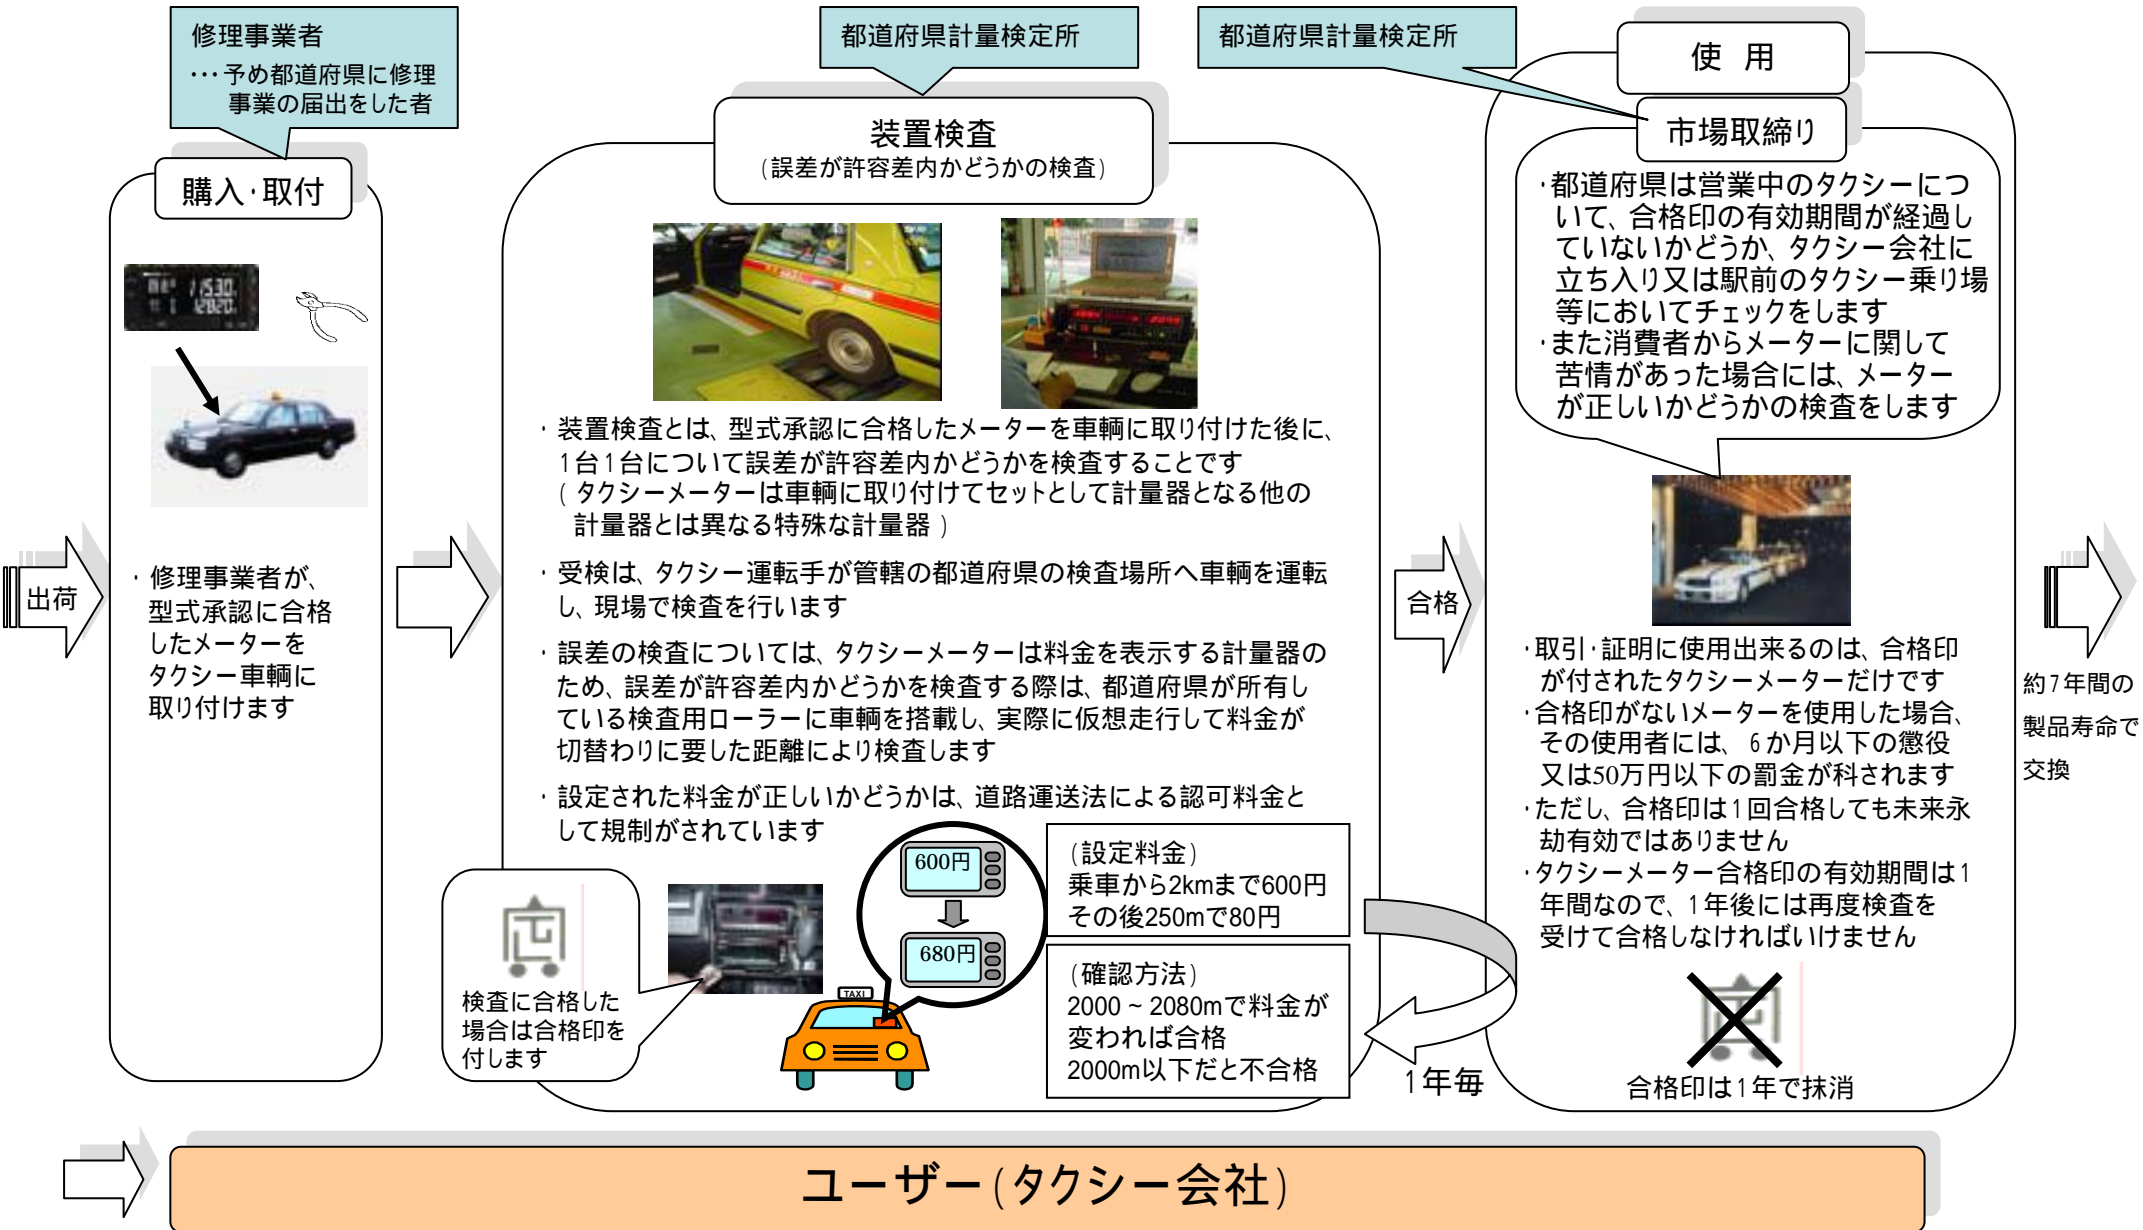 修理事業者
･･･予め都道府県に修理
事業の届出をした者
購入･取付
出荷
･修理事業者が、
型式承認に合格
したメーターを
タクシー車輌に
取り付けます
都道府県計量検定所
装置検査
(誤差が許容差内かどうかの検査)
･装置検査とは、型式承認に合格したメーターを車輌に取り付けた後に、
1台1台について誤差が許容差内かどうかを検査することです
(タクシーメーターは車輌に取り付けてセットとして計量器となる他の
計量器とは異なる特殊な計量器)
･受検は、タクシー運転手が管轄の都道府県の検査場所へ車輌を運転
し、現場で検査を行います
･誤差の検査については、タクシーメーターは料金を表示する計量器の
ため、誤差が許容差内かどうかを検査する際は、都道府県が所有し
ている検査用ローラーに車輌を搭載し、実際に仮想走行して料金が
切替わりに要した距離により検査します
･設定された料金が正しいかどうかは、道路運送法による認可料金と
して規制がされています
検査に合格した
場合は合格印を
付します
600円
680円
TAXI
(設定料金)
乗車から2kmまで600円
その後250mで80円
(確認方法)
2000～2080mで料金が
変われば合格
2000m以下だと不合格
合格
1年毎
都道府県計量検定所
使 用
市場取締り
･都道府県は営業中のタクシーにつ
いて、合格印の有効期間が経過し
ていないかどうか、タクシー会社に
立ち入り又は駅前のタクシー乗り場
等においてチェックをします
･また消費者からメーターに関して
苦情があった場合には、メーター
が正しいかどうかの検査をします
･取引･証明に使用出来るのは、合格印
が付されたタクシーメーターだけです
･合格印がないメーターを使用した場合、
その使用者には、6か月以下の懲役
又は50万円以下の罰金が科されます
･ただし、合格印は1回合格しても未来永
劫有効ではありません
･タクシーメーター合格印の有効期間は1
年間なので、1年後には再度検査を
受けて合格しなければいけません
合格印は1年で抹消
約7年間の
製品寿命で
交換
ユーザー(タクシー会社)